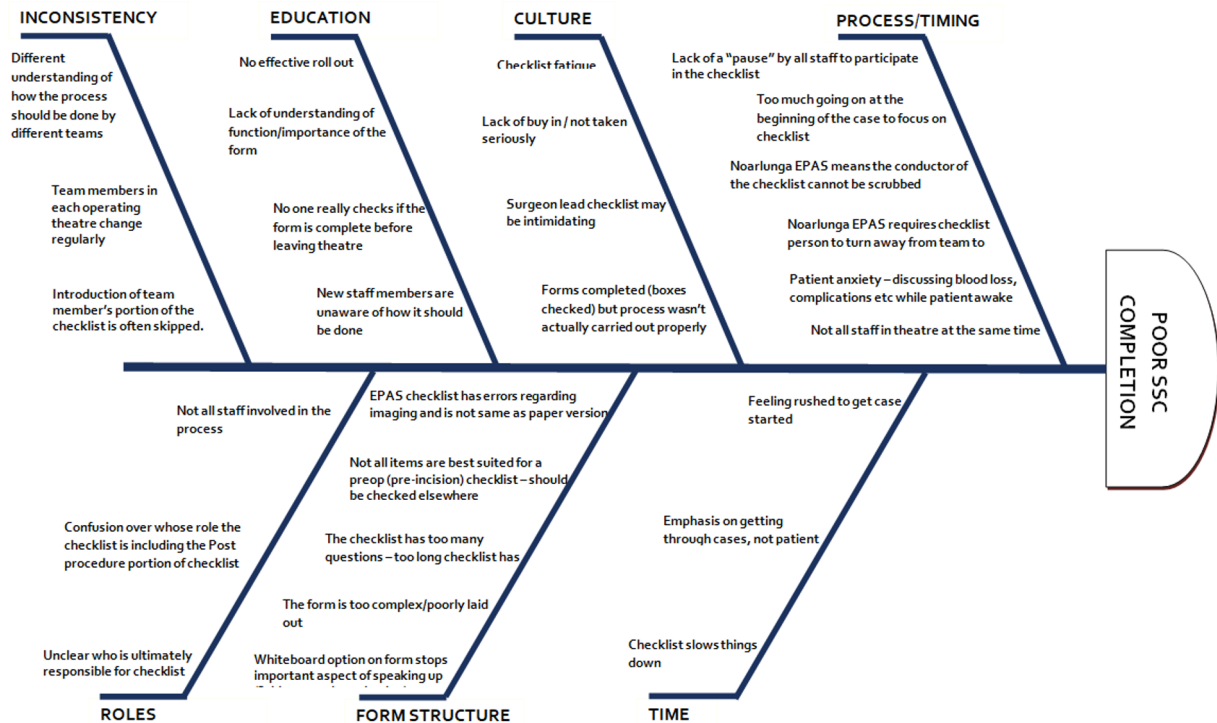 INCONSISTENCY
Different
understanding of
how the process
should be done by
different teams
Team members in
each operating
theatre change
regularly
Introduction of team
member's portion of the
checklist is often skipped.
EDUCATION
No effective roll out
Lack of understanding of
function/importance of the
form
No one really checks if the
form is complete before
leaving theatre
New staff members are
unaware of how it should
be done
CULTURE
Checklist fatigue
Lack of buy in / not taken
seriously
Surgeon lead checklist may
be intimidating
Forms completed (boxes
checked) but process wasn't
actually carried out properly
PROCESS/TIMING
Lack of a “pause” by all staff to participate
in the checklist
Too much going on at the
beginning of the case to focus on
checklist
Noarlunga EPAS means the conductor of
the checklist cannot be scrubbed
Noarlunga EPAS requires checklist
person to turn away from team to
Patient anxiety – discussing blood loss,
complications etc while patient awake
Not all staff in theatre at the same time
POOR SSC
COMPLETION
Not all staff involved in the
process
Confusion over whose role the
checklist is including the Post
procedure portion of checklist
Unclear who is ultimately
responsible for checklist
ROLES
EPAS checklist has errors regarding
imaging and is not same as paper version
Not all items are best suited for a
preop (pre-incision) checklist – should
be checked elsewhere
The checklist has too many
questions – too long checklist has
The form is too complex/poorly laid
out
Whiteboard option on form stops
important aspect of speaking up
FORM STRUCTURE
Feeling rushed to get case
started
Emphasis on getting
through cases, not patient
Checklist slows things
down
TIME